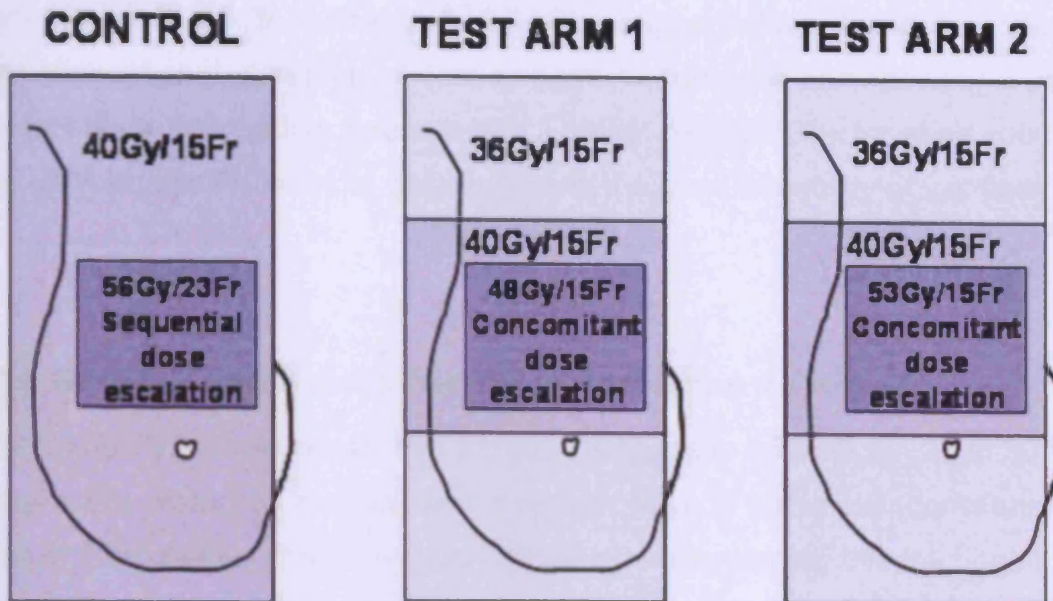 CONTROL
40Gy/15Fr
56Gy/23Fr
Sequential
dose
escalation
TEST ARM 1
36Gy/15Fr
40Gy/15Fr
48Gy/15Fr
Concomitant
dose
escalation
TEST ARM 2
36Gy/15Fr
40Gy/15Fr
53Gy/15Fr
Concomitant
dose
escalation